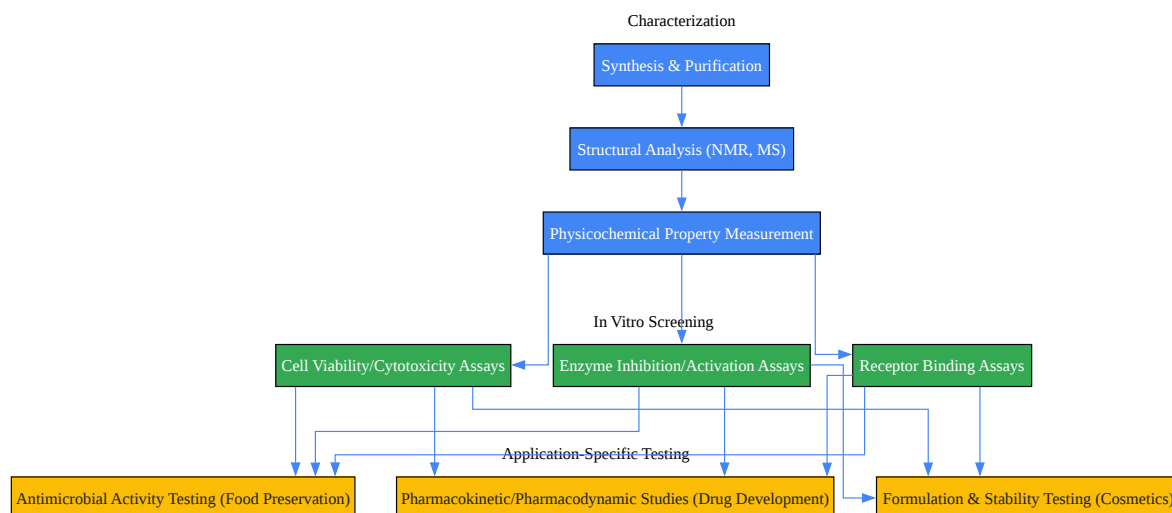 Characterization
Synthesis & Purification
Structural Analysis (NMR, MS)
Physicochemical Property Measurement
In Vitro Screening
Cell Viability/Cytotoxicity Assays
Enzyme Inhibition/Activation Assays
Receptor Binding Assays
Application-Specific Testing
Antimicrobial Activity Testing (Food Preservation)
Pharmacokinetic/Pharmacodynamic Studies (Drug Development)
Formulation & Stability Testing (Cosmetics)